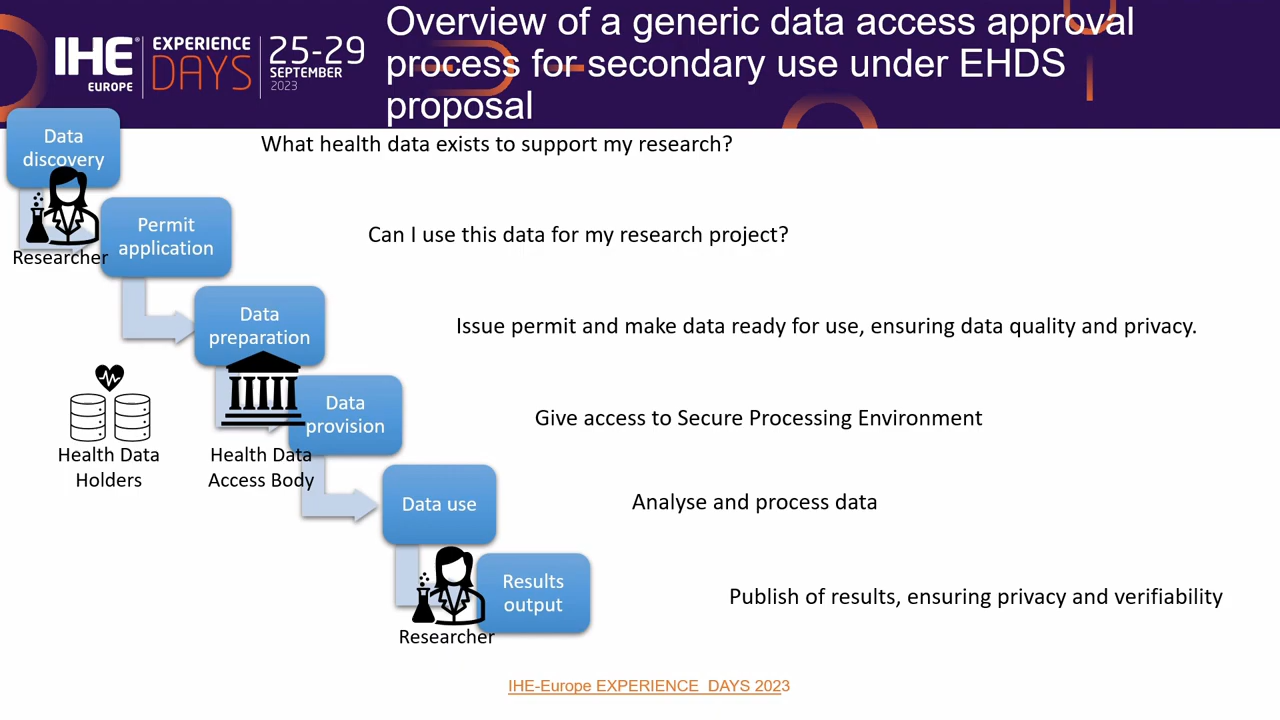 IHE
EUROPE
EXPERIENCE
DAYS
25-29
SEPTEMBER
2023
Overview of a generic data access approval
process for secondary use under EHDS
proposal
Data
discovery
What health data exists to support my research?
Researcher
Permit
application
Can I use this data for my research project?
Data
preparation
Issue permit and make data ready for use, ensuring data quality and privacy.
Health Data
Holders
Health Data
Access Body
Data
provision
Give access to Secure Processing Environment
Data use
Analyse and process data
Researcher
Results
output
Publish of results, ensuring privacy and verifiability
IHE-Europe EXPERIENCE DAYS 2023